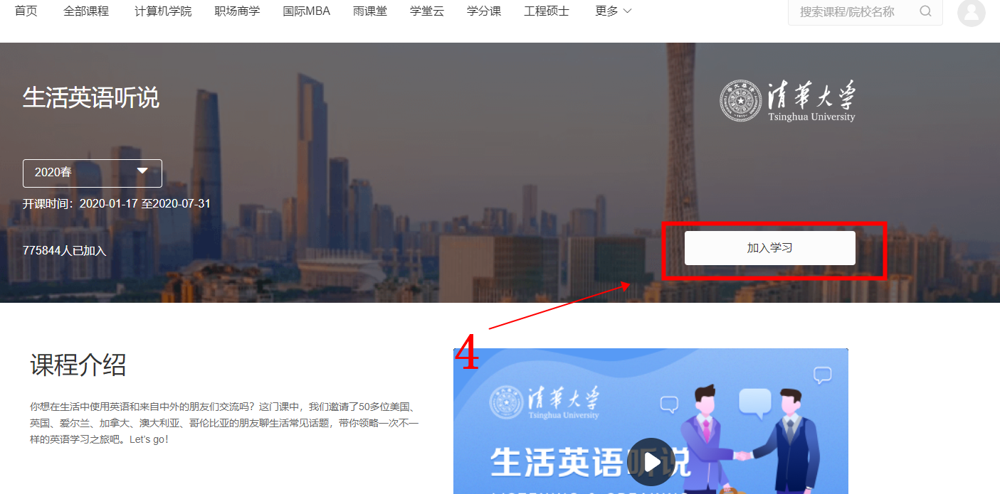 首页 全部课程 计算机学院 职场商学 国际MBA 雨课堂 学堂云 学分课 工程硕士 更多 搜索课程/院校名称
生活英语听说
清华大学
Tsinghua University
2020春
开课时间：2020-01-17 至2020-07-31
775844人已加入
加入学习
4
课程介绍
你想在生活中使用英语和来自中外的朋友们交流吗？这门课中，我们邀请了50多位美国、
英国、爱尔兰、加拿大、澳大利亚、哥伦比亚的朋友聊生活常见话题，带你领略一次不一
样的英语学习之旅吧。Let's go！
清華大学
Tsinghua University
生活英语听说